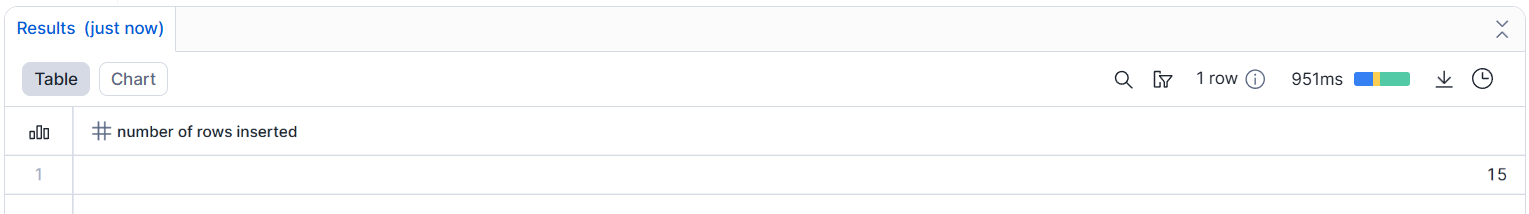 Results (just now)
Table Chart 1 row 951ms
number of rows inserted
1 15